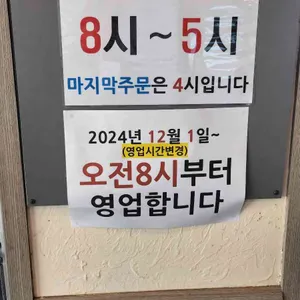 8시~5시
마지막주문은 4시입니다
2024년 12월 1일~
(영업시간변경)
오전8시부터
영업합니다